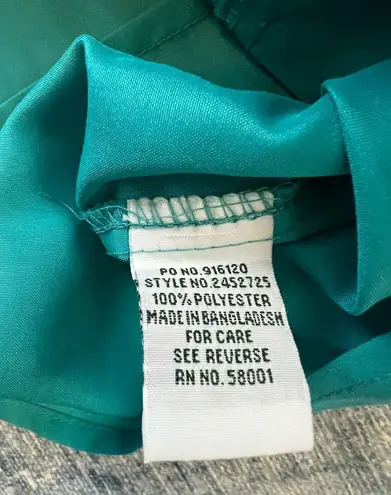 PO NO.916120
STYLE NO.2452725
100% POLYESTER
MADE IN BANGLADESH
FOR CARE
SEE REVERSE
RN NO. 58001